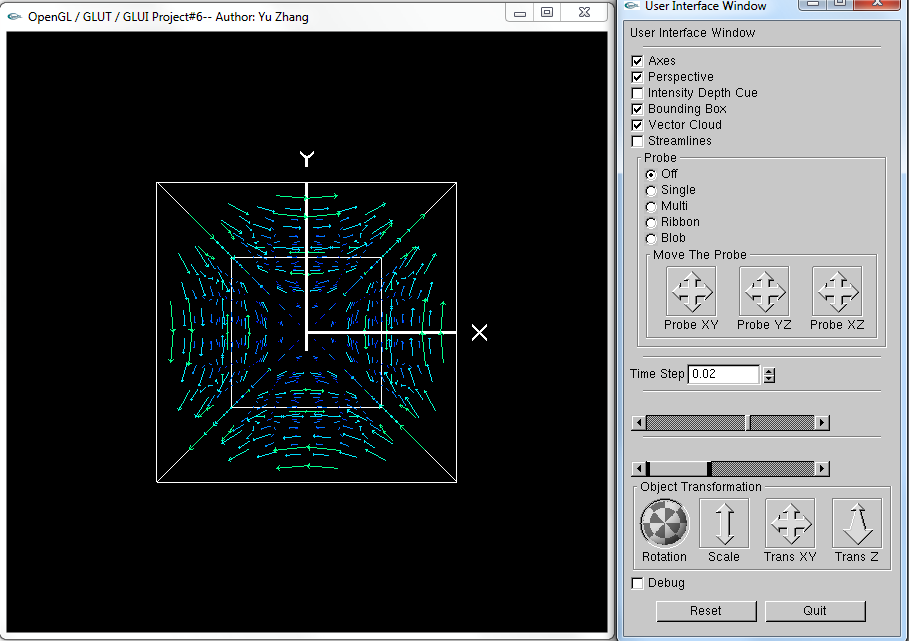 OpenGL / GLUT / GLUI Project#6-- Author: Yu Zhang
Y
X
User Interface Window
User Interface Window
Axes
Perspective
Intensity Depth Cue
Bounding Box
Vector Cloud
Streamlines
Probe
Off
Single
Multi
Ribbon
Blob
Move The Probe
Probe XY Probe YZ Probe XZ
Time Step 0.02
Object Transformation
Rotation Scale Trans XY Trans Z
Debug
Reset Quit